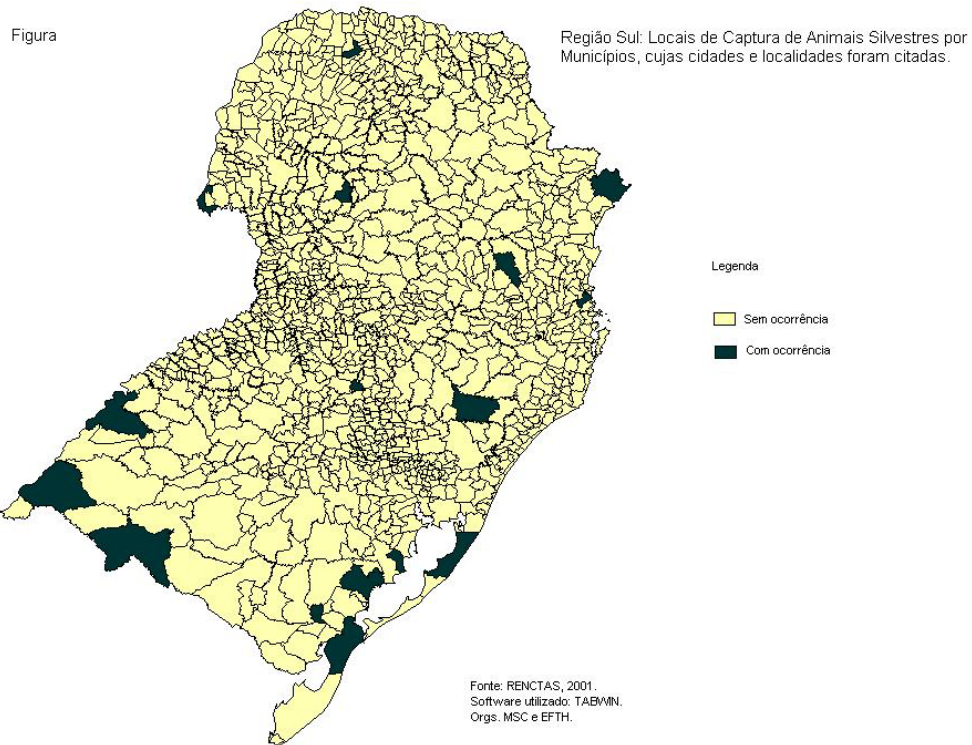 Figura
Região Sul: Locais de Captura de Animais Silvestres por
Municípios, cujas cidades e localidades foram citadas.
Legenda
Sem ocorrência
Com ocorrência
Fonte: RENCTAS, 2001.
Software utilizado: TABWIN.
Orgs. MSC e EFTH.